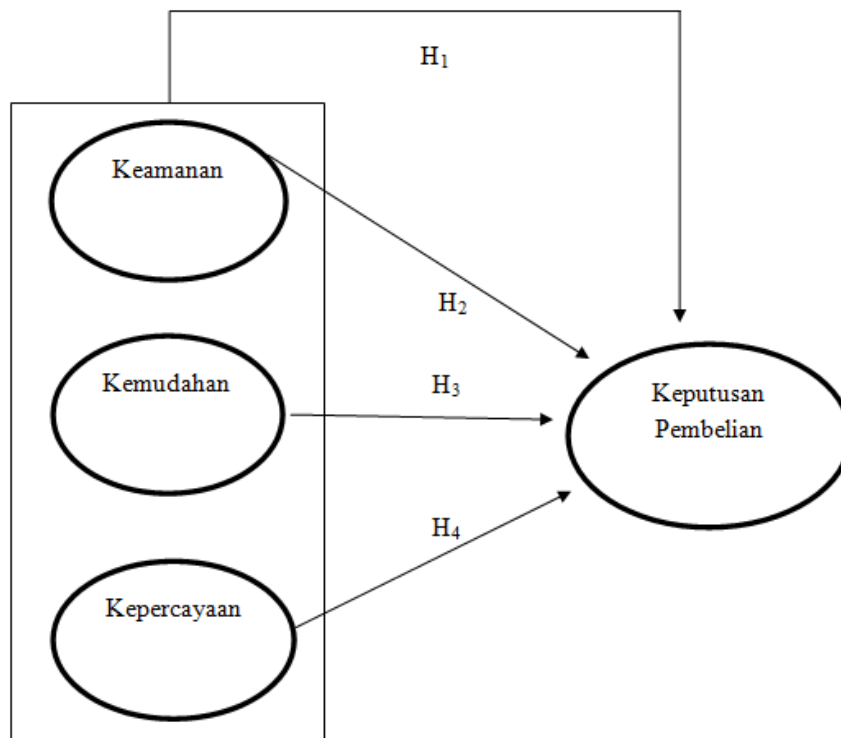 H₁
Keamanan
H₂
Kemudahan
H₃
Keputusan
Pembelian
H₄
Kepercayaan